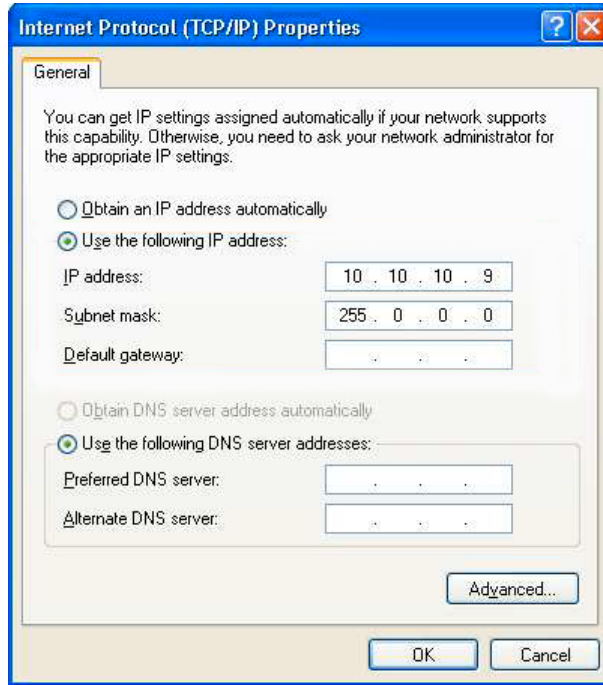 Internet Protocol (TCP/IP) Properties
General
You can get IP settings assigned automatically if your network supports
this capability. Otherwise, you need to ask your network administrator for
the appropriate IP settings.
Obtain an IP address automatically
Use the following IP address:
IP address: 10 . 10 . 10 . 9
Subnet mask: 255 . 0 . 0 . 0
Default gateway: . . .
Obtain DNS server address automatically
Use the following DNS server addresses:
Preferred DNS server: . . .
Alternate DNS server: . . .
Advanced...
OK Cancel